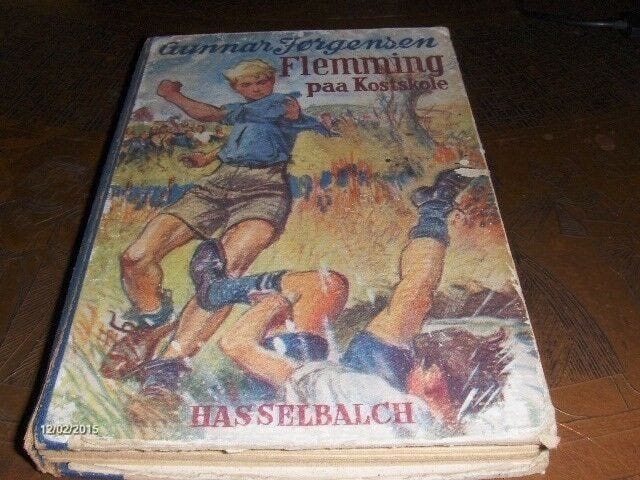 Gunnar Jørgensen
Flemming
paa Kostskole
HASSELBALCH
12/02/2015